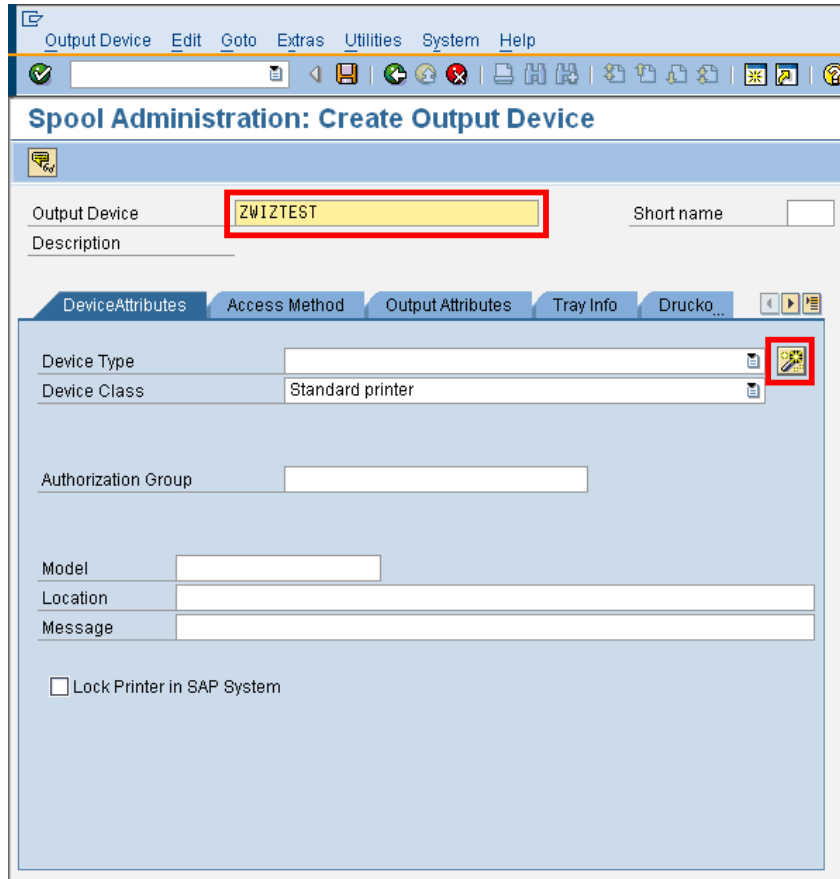 Output Device Edit Goto Extras Utilities System Help
Spool Administration: Create Output Device
Output Device ZWIZTEST Short name
Description
DeviceAttributes Access Method Output Attributes Tray Info Drucko...
Device Type
Device Class Standard printer
Authorization Group
Model
Location
Message
Lock Printer in SAP System